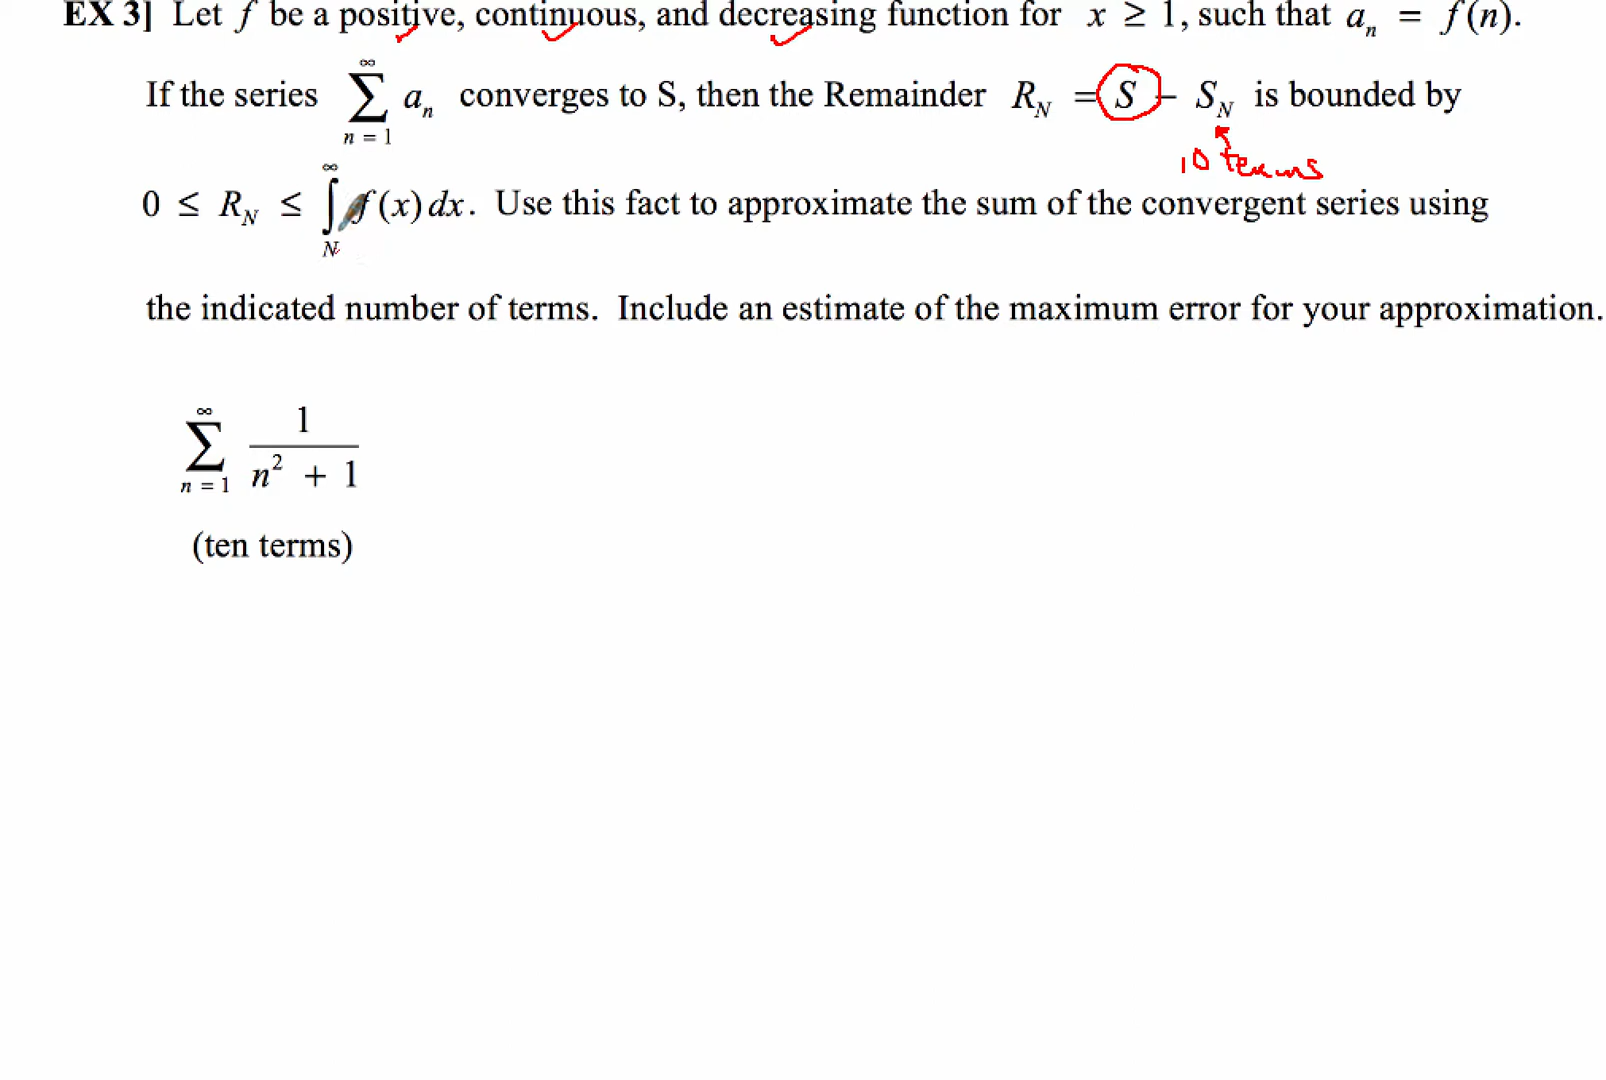 EX 3] Let f be a positive, continuous, and decreasing function for x ≥ 1, such that aₙ = f(n).
If the series ∑_{n = 1}^{∞} aₙ converges to S, then the Remainder R_N = S − S_N is bounded by
10 terms
0 ≤ R_N ≤ ∫_{N}^{∞} f(x) dx. Use this fact to approximate the sum of the convergent series using
the indicated number of terms. Include an estimate of the maximum error for your approximation.
∑_{n = 1}^{∞} 1/(n² + 1)
(ten terms)